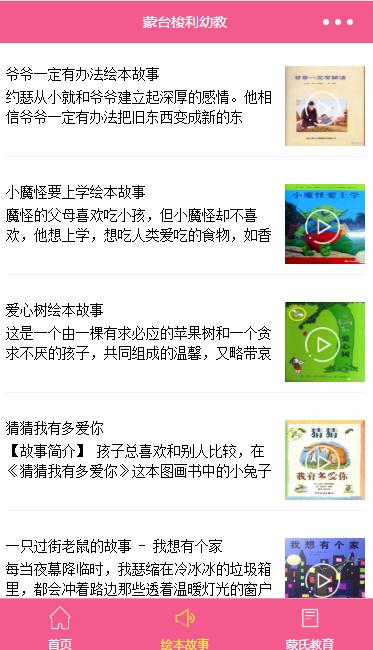 蒙台梭利幼教
爷爷一定有办法绘本故事
约瑟从小就和爷爷建立起深厚的感情。他相
信爷爷一定有办法把旧东西变成新的东
爷爷一定有办法
小魔怪要上学绘本故事
魔怪的父母喜欢吃小孩，但小魔怪却不喜
欢，他想上学，想吃人类爱吃的食物，如香
小魔怪要上学
爱心树绘本故事
这是一个由一棵有求必应的苹果树和一个贪
求不厌的孩子，共同组成的温馨，又略带哀
爱心树
猜猜我有多爱你
【故事简介】 孩子总喜欢和别人比较，在
《猜猜我有多爱你》这本图画书中的小兔子
猜猜
我有多爱你
一只过街老鼠的故事 - 我想有个家
每当夜幕降临时，我瑟缩在冷冰冰的垃圾箱
里，都会冲着路边那些透着温暖灯光的窗户
我想有个家
首页
绘本故事
蒙氏教育